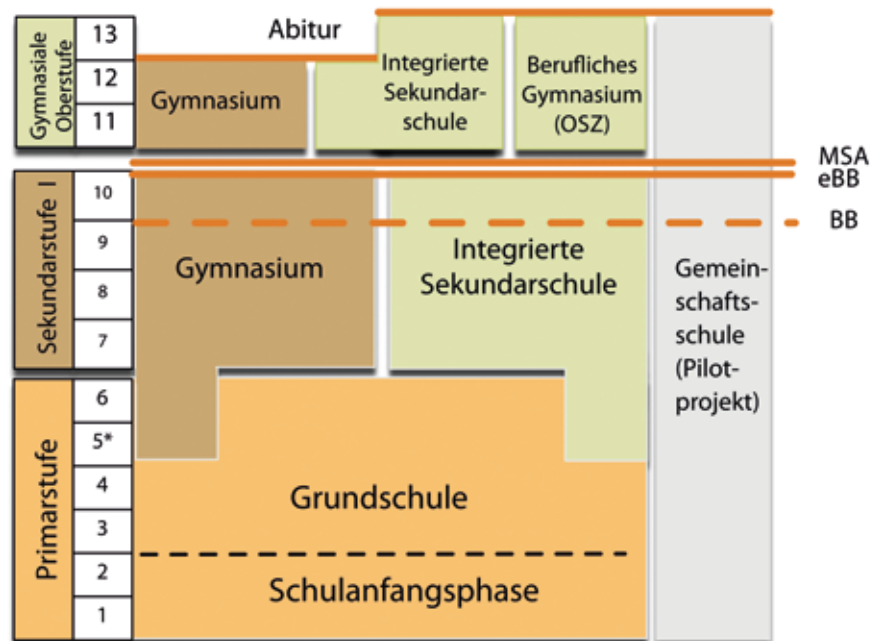 Gymnasiale
Oberstufe
13
12
11
Abitur
Gymnasium
Integrierte
Sekundar-
schule
Berufliches
Gymnasium
(OSZ)
MSA
eBB
BB
Sekundarstufe I
10
9
8
7
Gymnasium
Integrierte
Sekundarschule
Gemein-
schafts-
schule
(Pilot-
projekt)
Primarstufe
6
5*
4
3
2
1
Grundschule
Schulanfangsphase